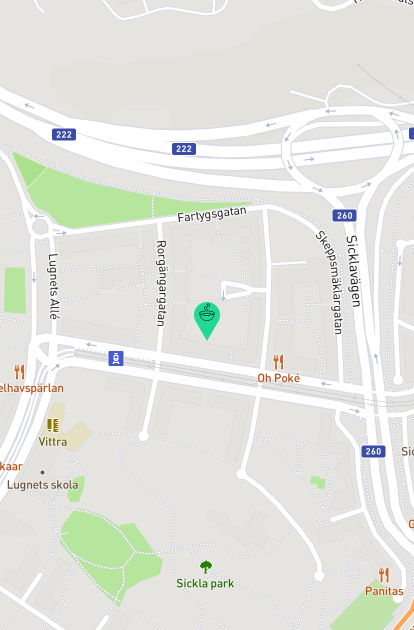 222
222
260
Fartygsgatan
Sicklavägen
Skeppsmäklargatan
Rorgängargatan
Lugnets Allé
Oh Poké
elhavspärlan
Vittra
260
kaar
Lugnets skola
Sickla park
Panitas